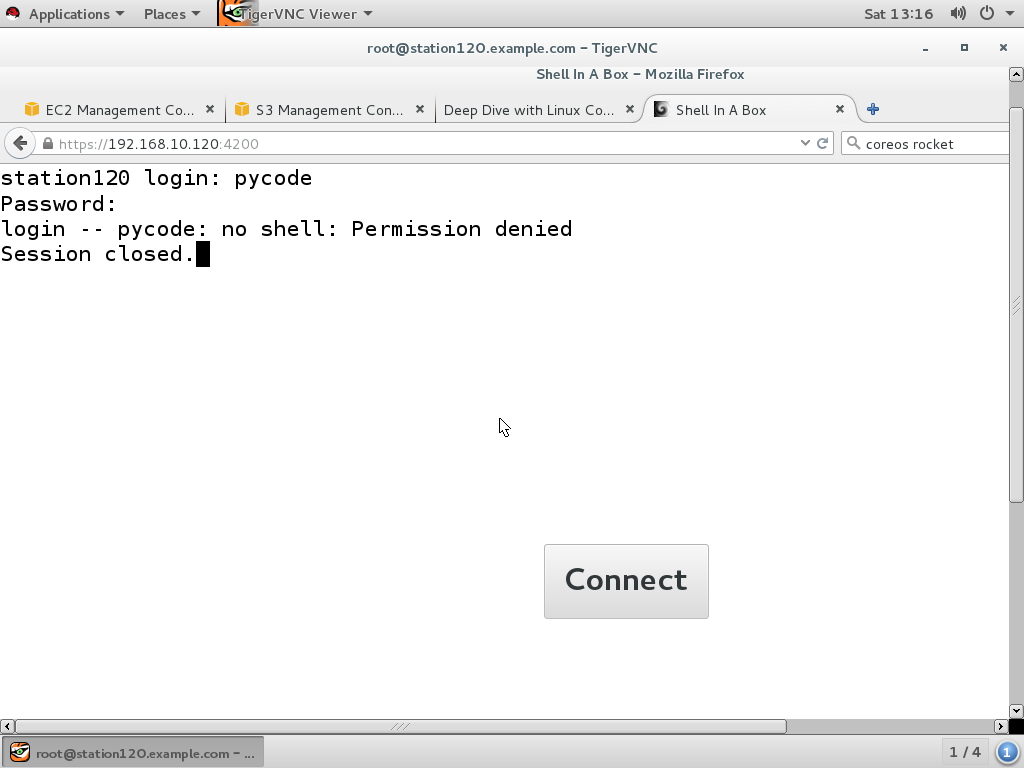 Applications Places TigerVNC Viewer Sat 13:16
root@station120.example.com – TigerVNC
Shell In A Box – Mozilla Firefox
EC2 Management Co... S3 Management Con... Deep Dive with Linux Co... Shell In A Box
https://192.168.10.120:4200 coreos rocket
station120 login: pycode
Password:
login -- pycode: no shell: Permission denied
Session closed.
Connect
root@station120.example.com – ... 1 / 4 1